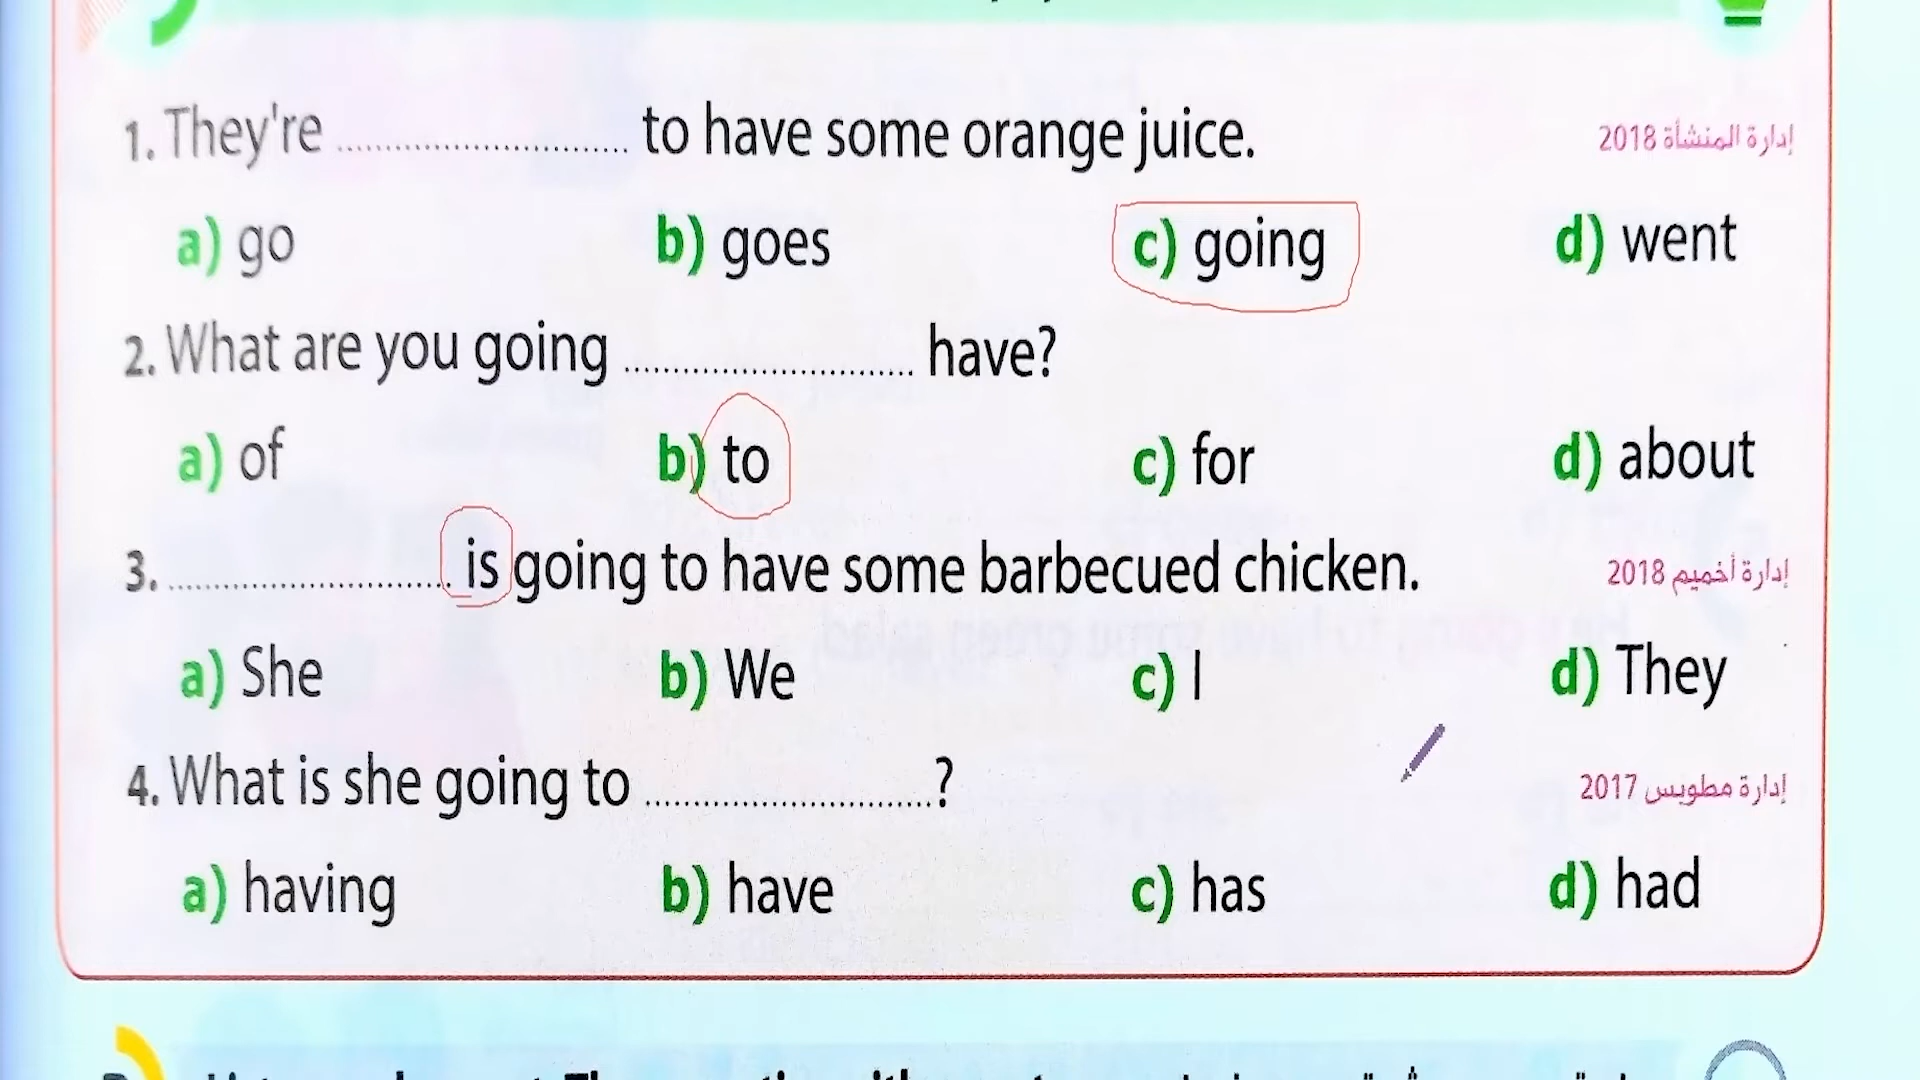 1. They're ............................ to have some orange juice. إدارة المنشأة 2018
a) go b) goes c) going d) went
2. What are you going ............................ have?
a) of b) to c) for d) about
3. ............................ is going to have some barbecued chicken. إدارة أخميم 2018
a) She b) We c) I d) They
4. What is she going to ............................? إدارة مطوبس 2017
a) having b) have c) has d) had